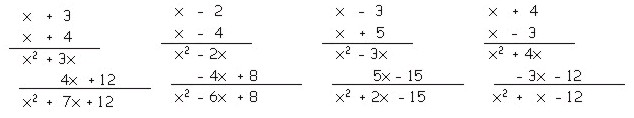 x + 3
x + 4
x² + 3x
4x + 12
x² + 7x + 12
x - 2
x - 4
x² - 2x
- 4x + 8
x² - 6x + 8
x - 3
x + 5
x² - 3x
5x - 15
x² + 2x - 15
x + 4
x - 3
x² + 4x
- 3x - 12
x² + x - 12